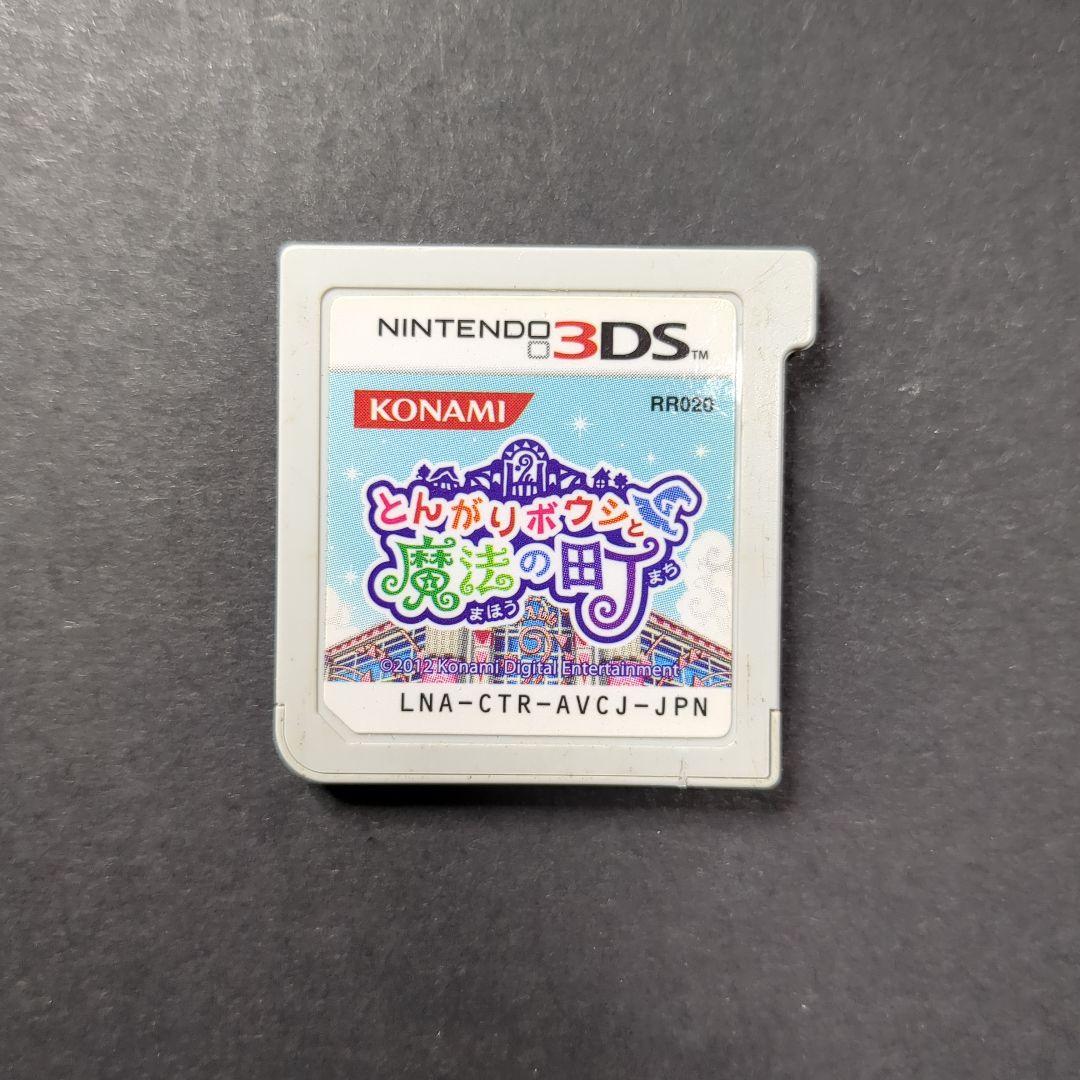 NINTENDO 3DS™
KONAMI
RR020
とんがりボウシと
魔法の町
まほう
まち
©2012 Konami Digital Entertainment
LNA-CTR-AVCJ-JPN